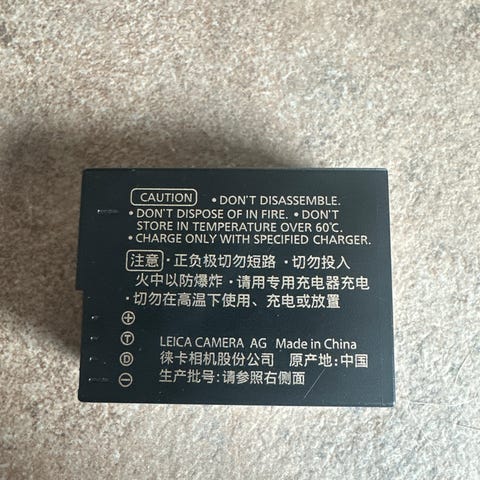 CAUTION • DON'T DISASSEMBLE.
• DON'T DISPOSE OF IN FIRE. • DON'T
STORE IN TEMPERATURE OVER 60℃.
• CHARGE ONLY WITH SPECIFIED CHARGER.
注意 · 正负极切勿短路 · 切勿投入
火中以防爆炸 · 请用专用充电器充电
· 切勿在高温下使用、充电或放置
⊕
Ⓣ
Ⓓ
⊖
LEICA CAMERA AG Made in China
徕卡相机股份公司 原产地:中国
生产批号:请参照右侧面